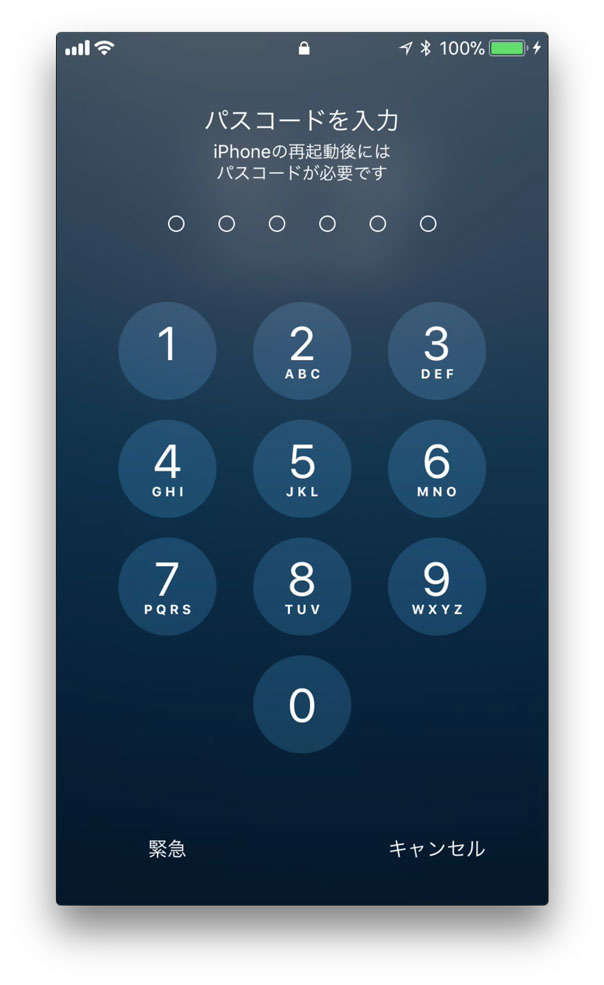 100%
パスコードを入力
iPhoneの再起動後には
パスコードが必要です
1 2 3
ABC DEF
4 5 6
GHI JKL MNO
7 8 9
PQRS TUV WXYZ
0
緊急 キャンセル